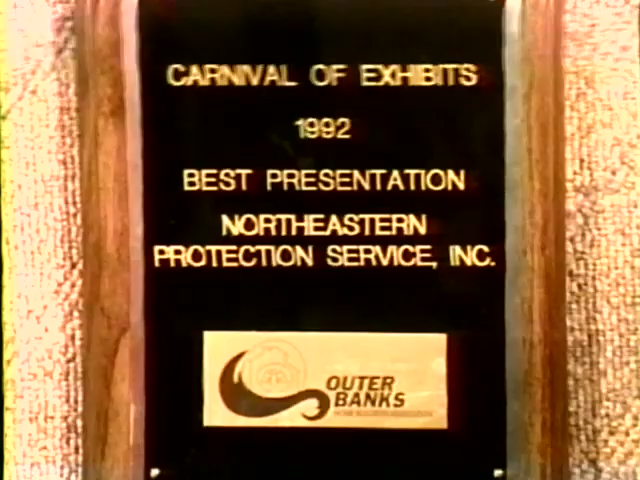 CARNIVAL OF EXHIBITS
1992
BEST PRESENTATION
NORTHEASTERN
PROTECTION SERVICE, INC.
OUTER
BANKS